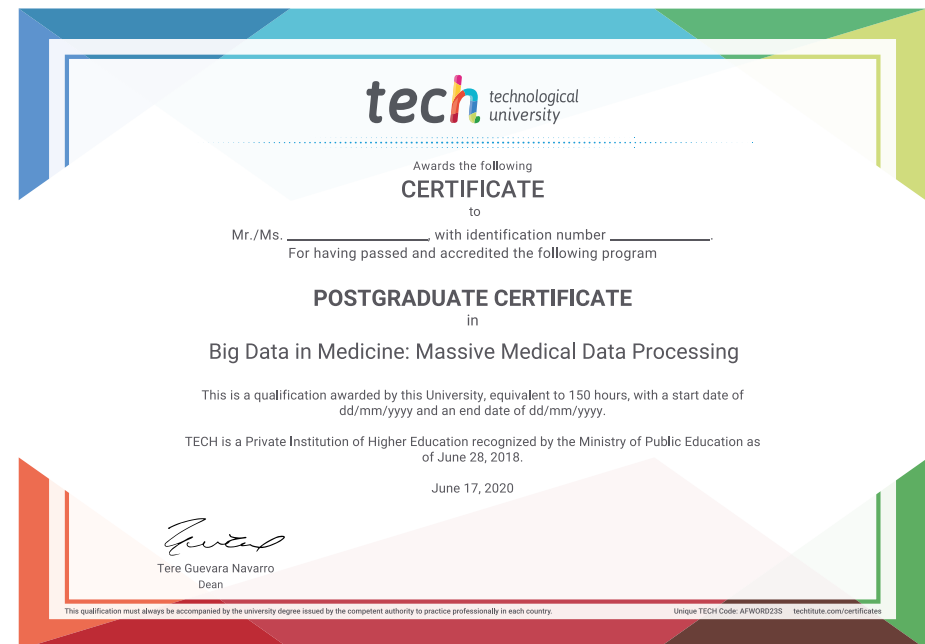 tech technological
university
Awards the following
CERTIFICATE
to
Mr./Ms. ____________________, with identification number ______________.
For having passed and accredited the following program
POSTGRADUATE CERTIFICATE
in
Big Data in Medicine: Massive Medical Data Processing
This is a qualification awarded by this University, equivalent to 150 hours, with a start date of
dd/mm/yyyy and an end date of dd/mm/yyyy.
TECH is a Private Institution of Higher Education recognized by the Ministry of Public Education as
of June 28, 2018.
June 17, 2020
Tere Guevara Navarro
Dean
This qualification must always be accompanied by the university degree issued by the competent authority to practice professionally in each country.
Unique TECH Code: AFWORD23S techtitute.com/certificates